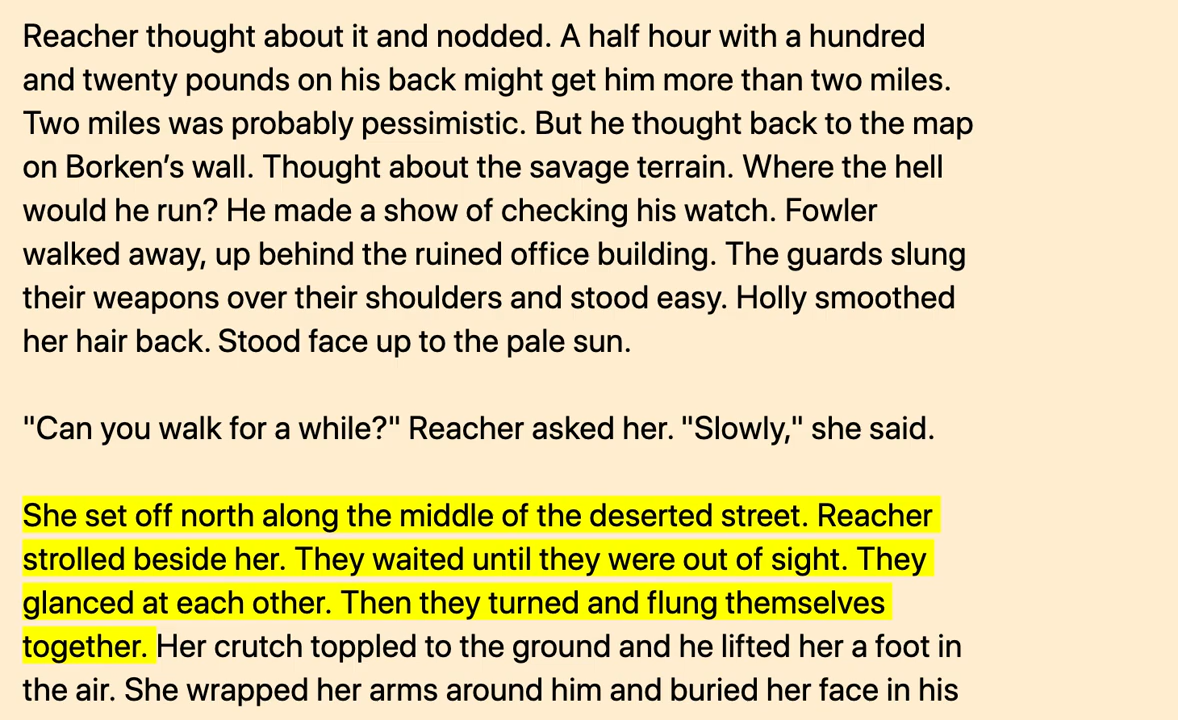 Reacher thought about it and nodded. A half hour with a hundred
and twenty pounds on his back might get him more than two miles.
Two miles was probably pessimistic. But he thought back to the map
on Borken’s wall. Thought about the savage terrain. Where the hell
would he run? He made a show of checking his watch. Fowler
walked away, up behind the ruined office building. The guards slung
their weapons over their shoulders and stood easy. Holly smoothed
her hair back. Stood face up to the pale sun.
"Can you walk for a while?" Reacher asked her. "Slowly," she said.
She set off north along the middle of the deserted street. Reacher
strolled beside her. They waited until they were out of sight. They
glanced at each other. Then they turned and flung themselves
together. Her crutch toppled to the ground and he lifted her a foot in
the air. She wrapped her arms around him and buried her face in his